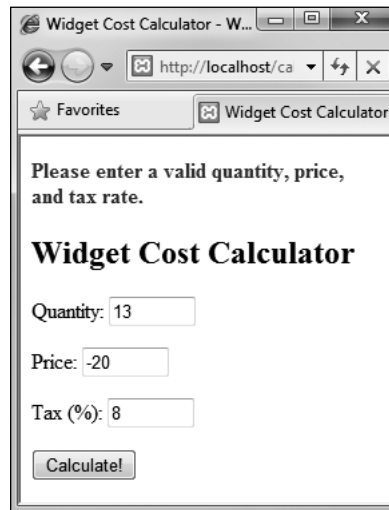 Widget Cost Calculator - W...
http://localhost/ca
Favorites
Widget Cost Calculator
Please enter a valid quantity, price,
and tax rate.
Widget Cost Calculator
Quantity: 13
Price: -20
Tax (%): 8
Calculate!